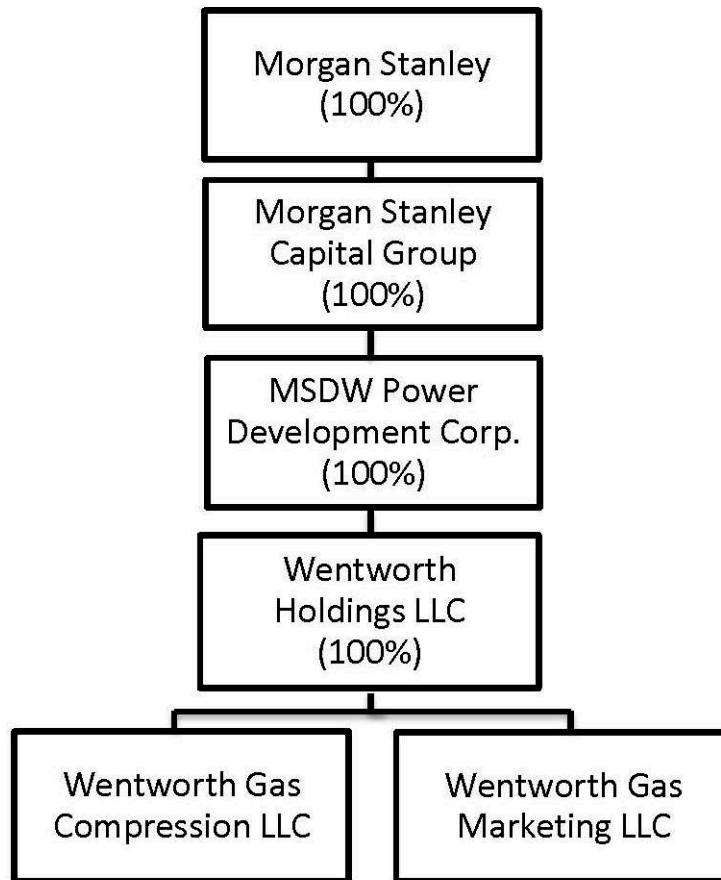 Morgan Stanley
(100%)
Morgan Stanley
Capital Group
(100%)
MSDW Power
Development Corp.
(100%)
Wentworth
Holdings LLC
(100%)
Wentworth Gas
Compression LLC
Wentworth Gas
Marketing LLC